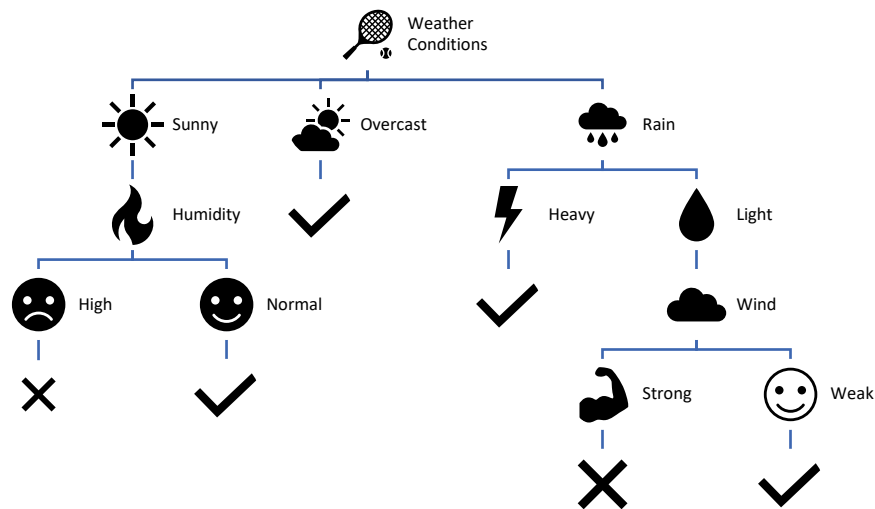 Weather
Conditions
Sunny
Overcast
Rain
Humidity
Heavy
Light
High
Normal
Wind
Strong
Weak